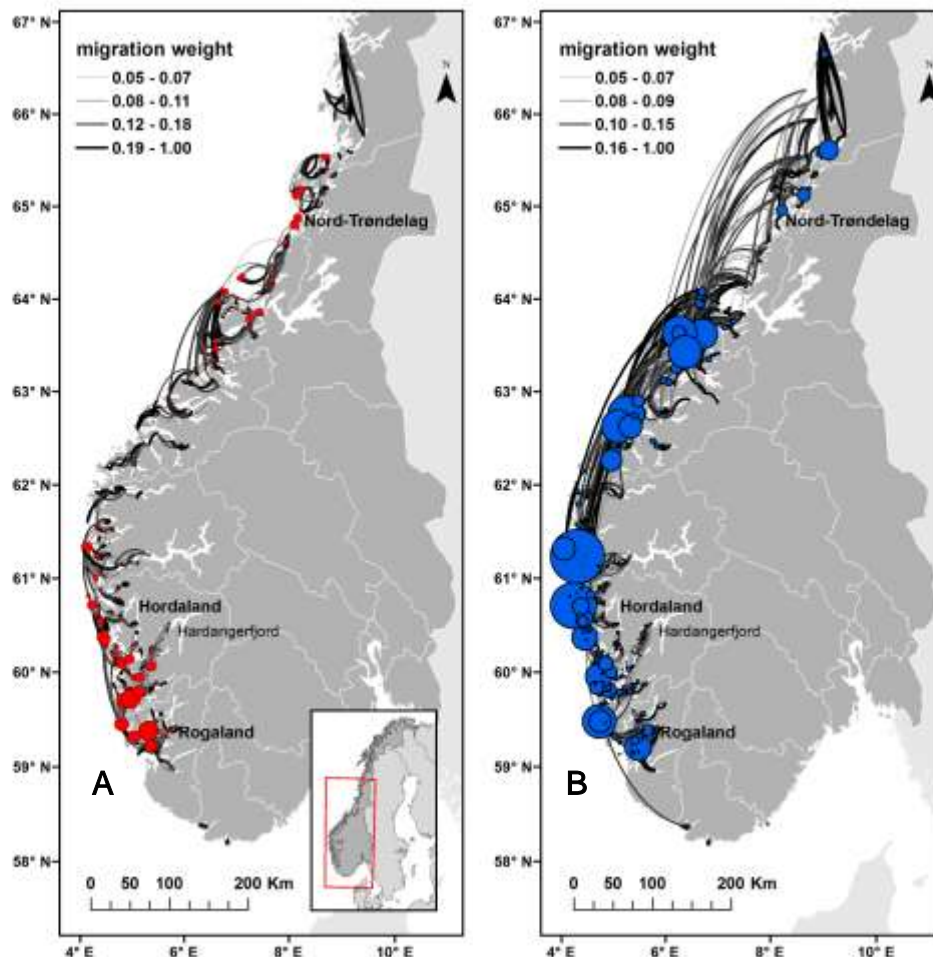 67° N
migration weight
0.05 - 0.07
0.08 - 0.11
0.12 - 0.18
0.19 - 1.00
N
66° N
65° N
Nord-Trøndelag
64° N
63° N
62° N
61° N
Hordaland
Hardangerfjord
60° N
Rogaland
59° N
A
58° N
0 50 100 200 Km
4° E 6° E 8° E 10° E
67° N
migration weight
0.05 - 0.07
0.08 - 0.09
0.10 - 0.15
0.16 - 1.00
N
66° N
65° N
Nord-Trøndelag
64° N
63° N
62° N
61° N
Hordaland
Hardangerfjord
60° N
Rogaland
59° N
B
58° N
0 50 100 200 Km
4° E 6° E 8° E 10° E